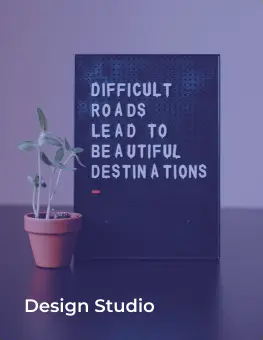 DIFFICULT
ROADS
LEAD TO
BEAUTIFUL
DESTINATIONS
Design Studio